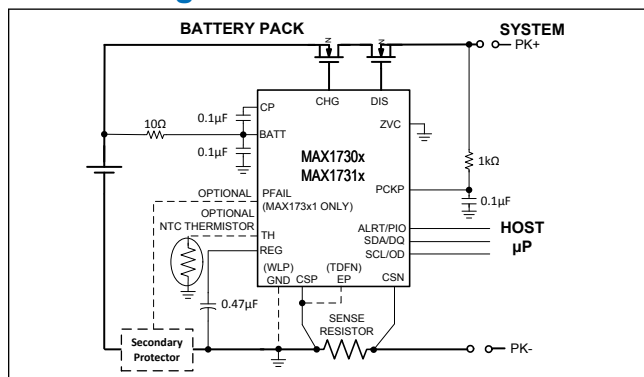 BATTERY PACK
SYSTEM
N
N
PK+
CHG
DIS
0.1µF
CP
ZVC
10Ω
BATT
0.1µF
MAX1730x
MAX1731x
1kΩ
PCKP
0.1µF
OPTIONAL
PFAIL
(MAX173x1 ONLY)
OPTIONAL
NTC THERMISTOR
TH
REG
ALRT/PIO
SDA/DQ
SCL/OD
HOST
µP
(WLP)
GND
CSP
(TDFN)
EP
CSN
0.47µF
SENSE
RESISTOR
Secondary
Protector
PK-